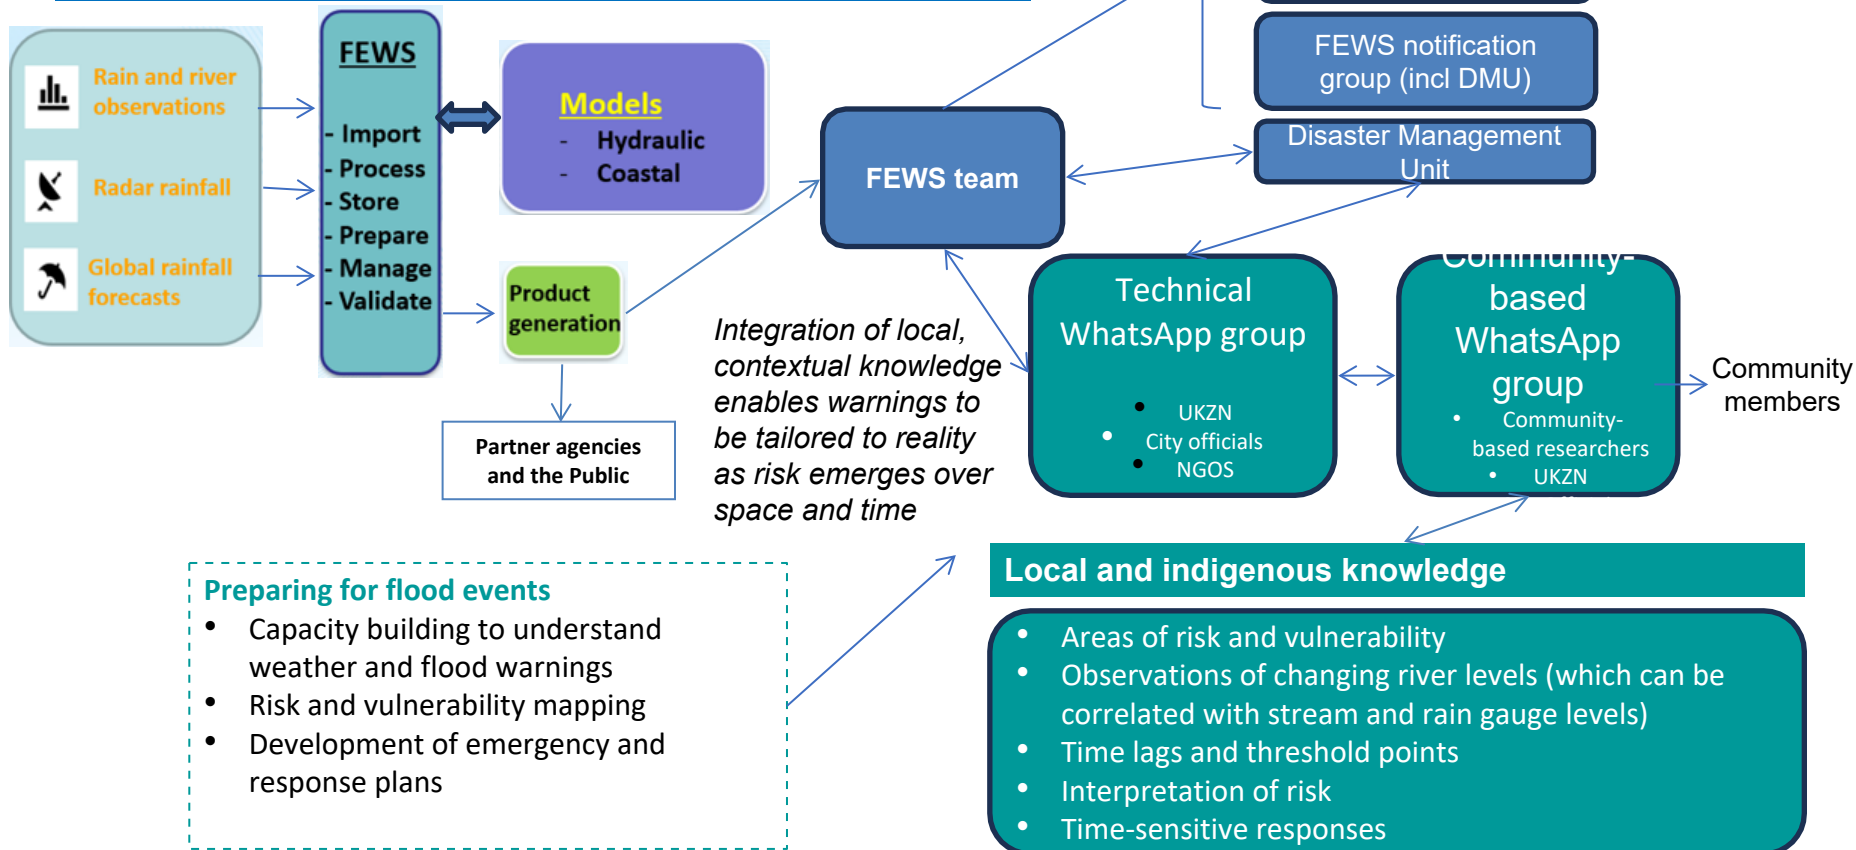 Rain and river
observations
Radar rainfall
Global rainfall
forecasts
FEWS
- Import
- Process
- Store
- Prepare
- Manage
- Validate
Models
- Hydraulic
- Coastal
Product
generation
Partner agencies
and the Public
FEWS team
FEWS notification
group (incl DMU)
Disaster Management
Unit
Technical
WhatsApp group
• UKZN
• City officials
• NGOS
Community-
based
WhatsApp
group
• Community-
based researchers
• UKZN
Community
members
Integration of local,
contextual knowledge
enables warnings to
be tailored to reality
as risk emerges over
space and time
Preparing for flood events
• Capacity building to understand
weather and flood warnings
• Risk and vulnerability mapping
• Development of emergency and
response plans
Local and indigenous knowledge
• Areas of risk and vulnerability
• Observations of changing river levels (which can be
correlated with stream and rain gauge levels)
• Time lags and threshold points
• Interpretation of risk
• Time-sensitive responses